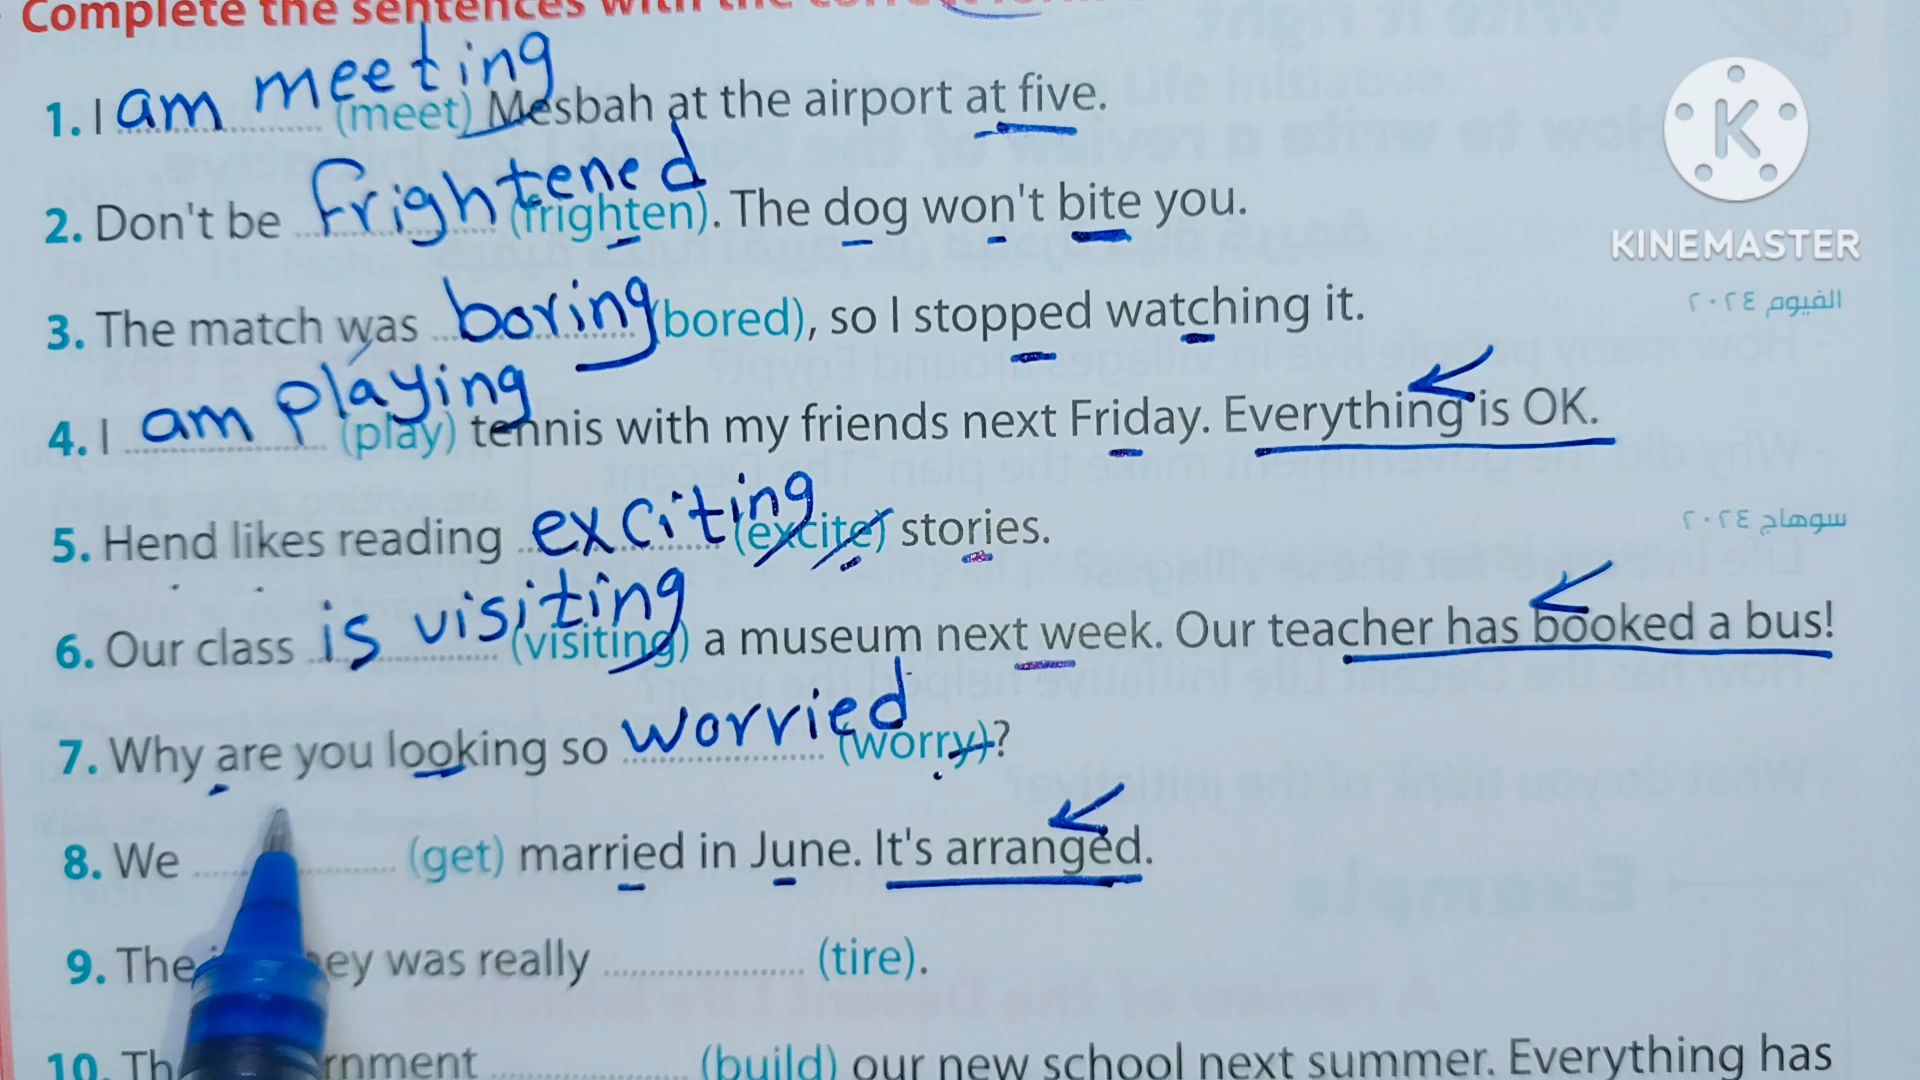 Complete the sentences with the correct form
1. I am meeting (meet) Mesbah at the airport at five.
2. Don't be frightened (frighten). The dog won't bite you.
3. The match was boring (bored), so I stopped watching it.
الفيوم ٢٠٢٤
4. I am playing (play) tennis with my friends next Friday. Everything is OK.
5. Hend likes reading exciting (excite) stories.
سوهاج ٢٠٢٤
6. Our class is visiting (visiting) a museum next week. Our teacher has booked a bus!
7. Why are you looking so worried (worry)?
8. We (get) married in June. It's arranged.
9. The was really (tire).
10. (build) our new school next summer. Everything has
K
KINEMASTER